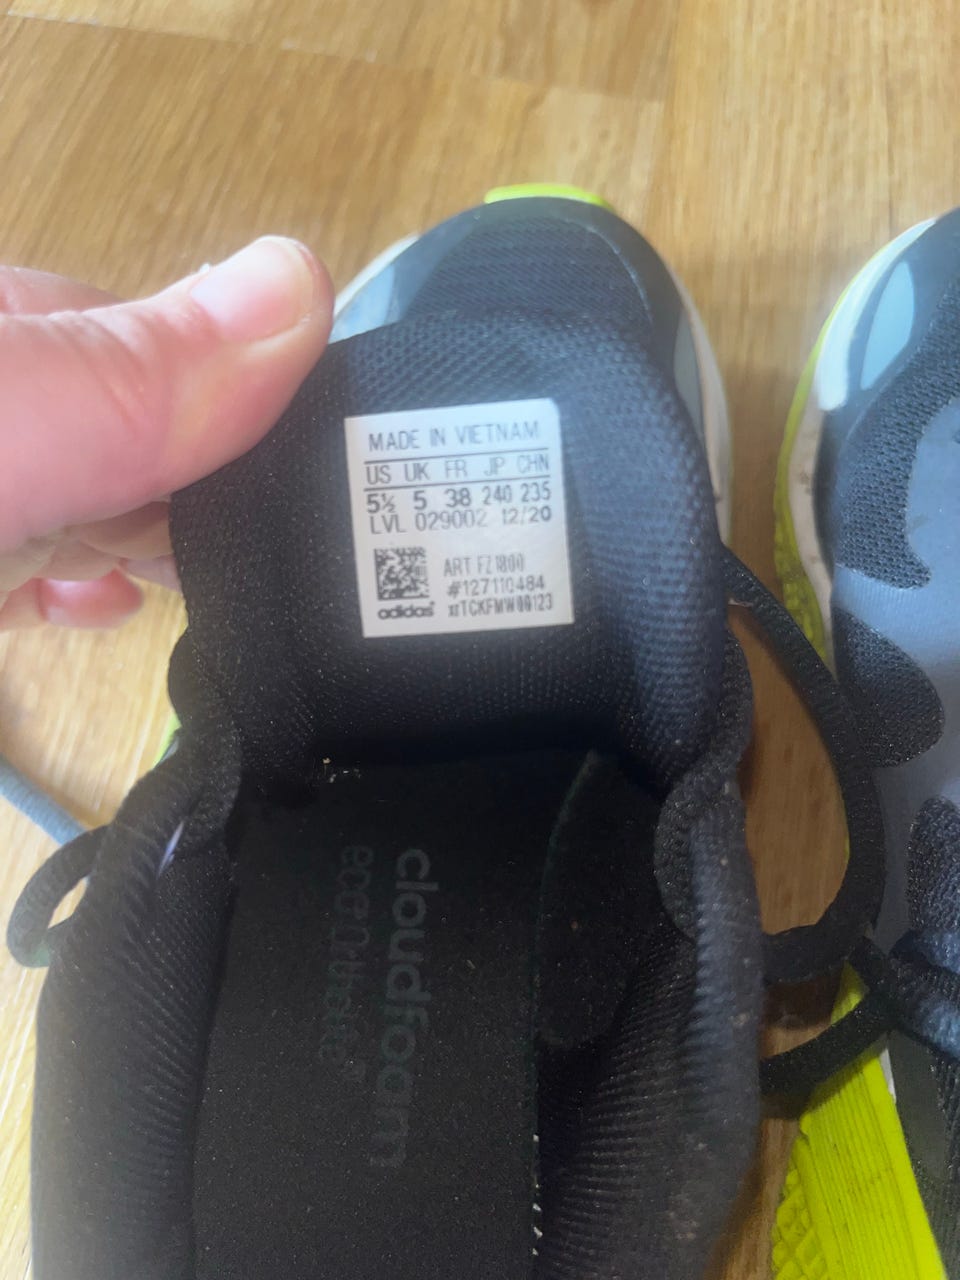 MADE IN VIETNAM
US UK FR JP CHN
5½ 5 38 240 235
LVL 029002 12/20
ART FZ1800
#127110484
adidas
cloudfoam